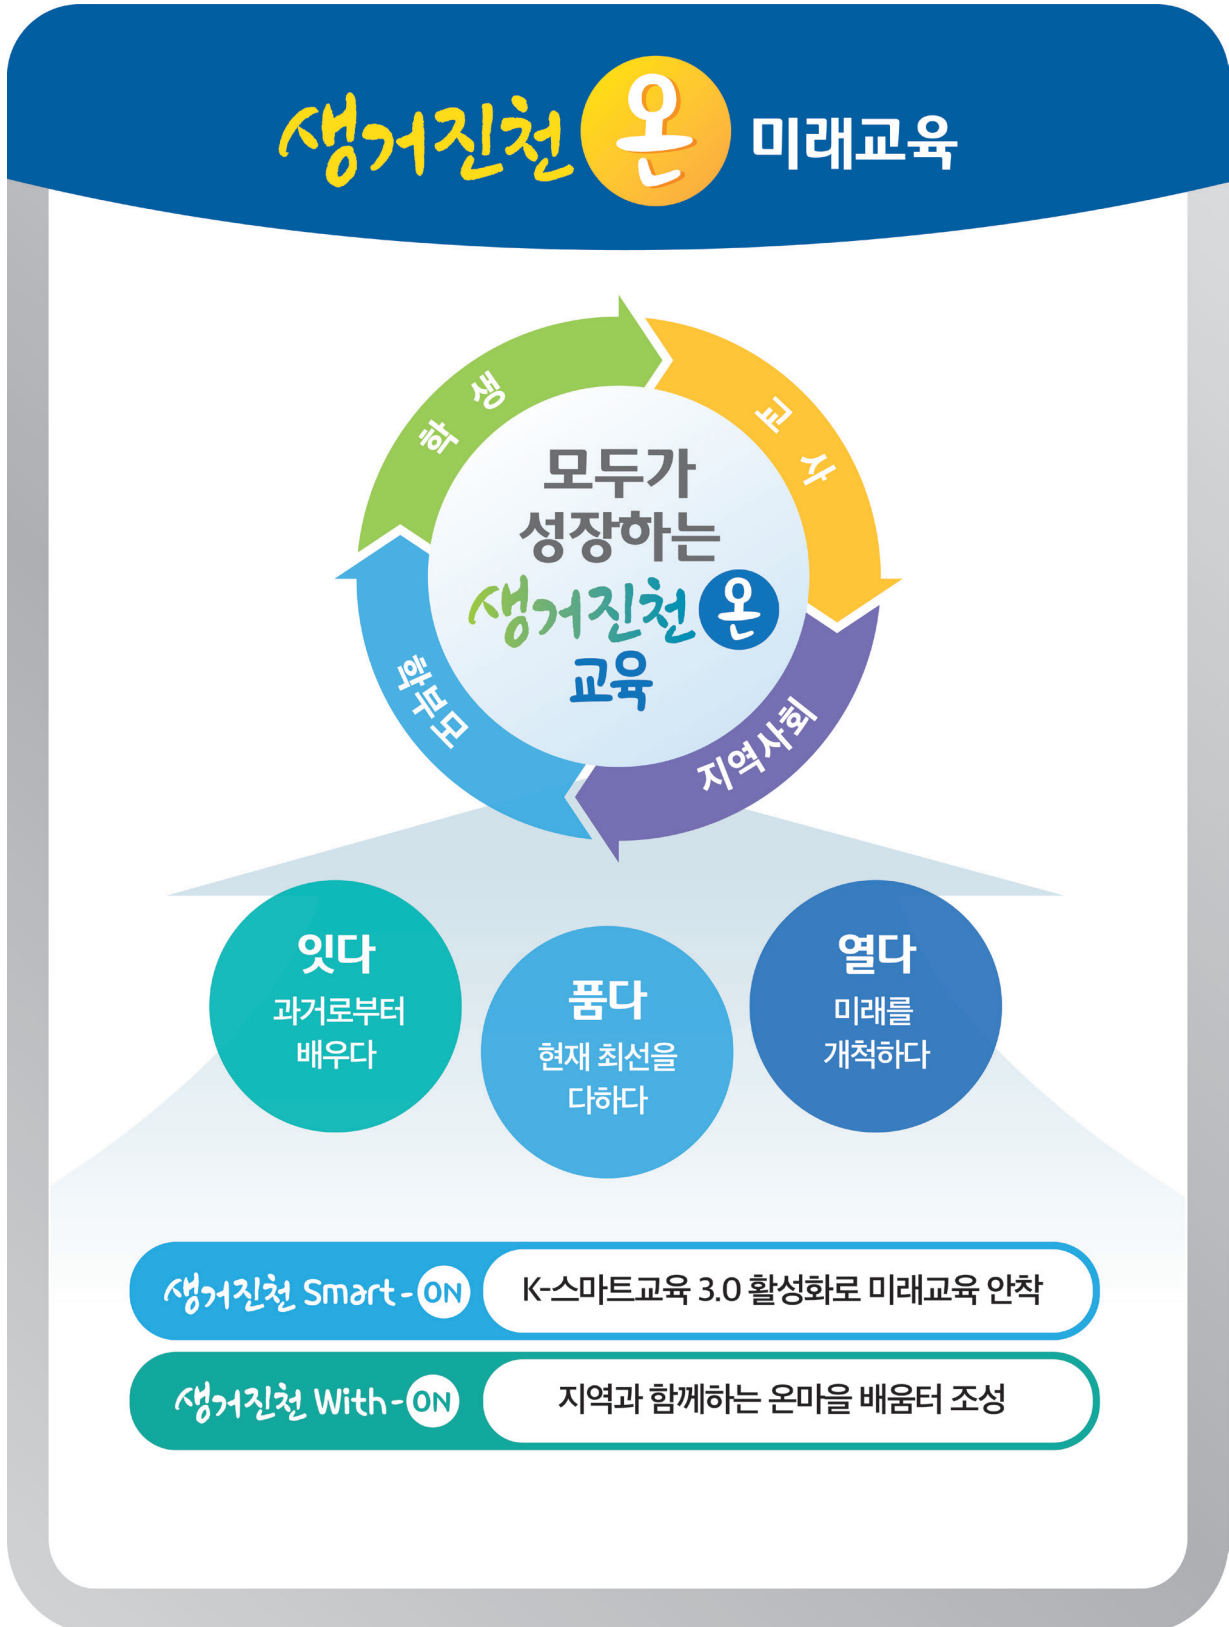 생거진천 온 미래교육
학생
교사
모두가
성장하는
생거진천 온
교육
학부모
지역사회
잇다
과거로부터
배우다
품다
현재 최선을
다하다
열다
미래를
개척하다
생거진천 Smart-ON K-스마트교육 3.0 활성화로 미래교육 안착
생거진천 With-ON 지역과 함께하는 온마을 배움터 조성